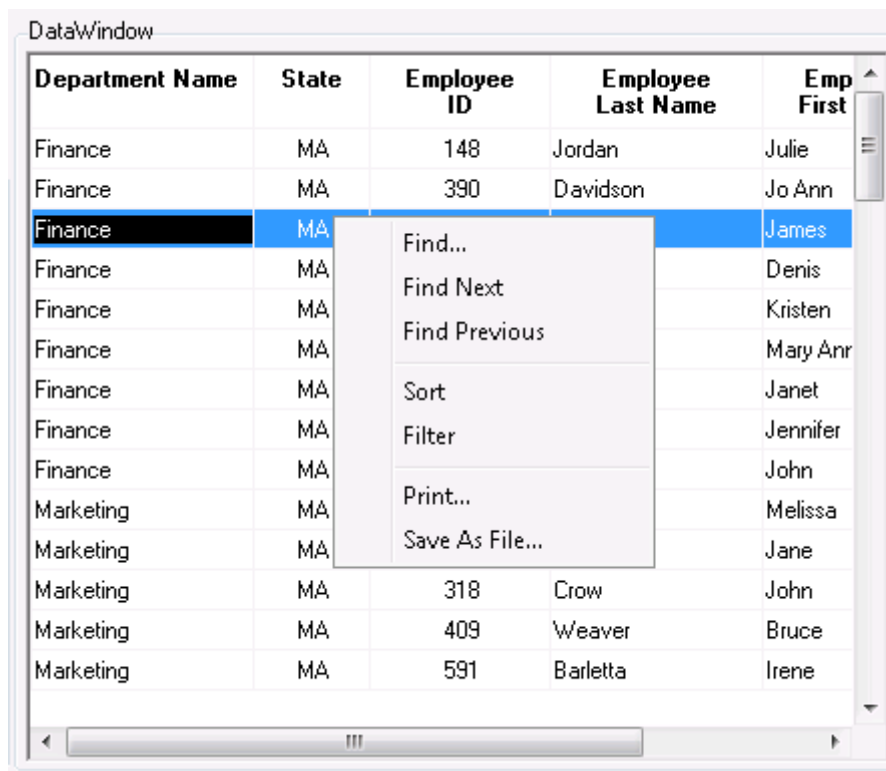 DataWindow
Department Name State Employee ID Employee Last Name Emp First
Finance MA 148 Jordan Julie
Finance MA 390 Davidson Jo Ann
Finance MA James
Finance MA Denis
Finance MA Kristen
Finance MA Mary Anr
Finance MA Janet
Finance MA Jennifer
Finance MA John
Marketing MA Melissa
Marketing MA Jane
Marketing MA 318 Crow John
Marketing MA 409 Weaver Bruce
Marketing MA 591 Barletta Irene
Find...
Find Next
Find Previous
Sort
Filter
Print...
Save As File...